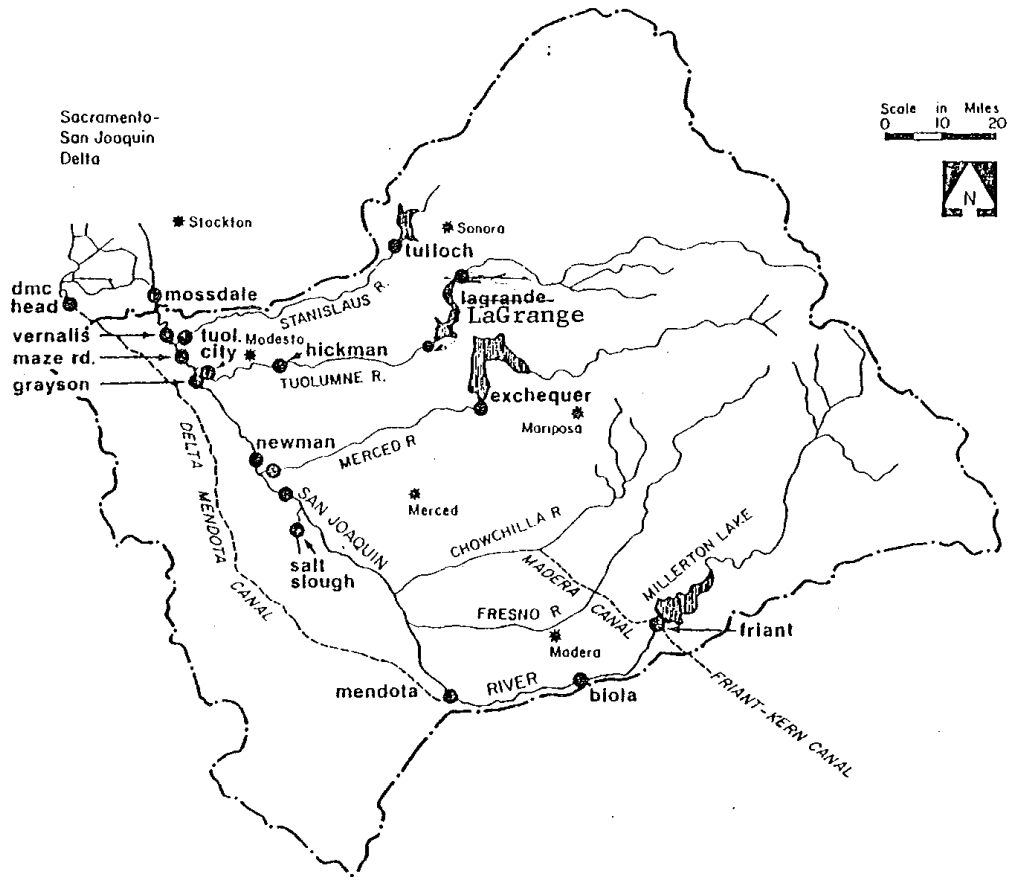 Sacramento-
San Joaquin
Delta
Scale in Miles
0 10 20
N
Stockton
Sonora
tulloch
dmc
head
mossdale
STANISLAUS R.
lagrande
LaGrange
vernalis
tuol.
city
Modesto
hickman
maze rd.
grayson
TUOLUMNE R.
exchequer
Mariposa
newman
MERCED R
DELTA MENDOTA CANAL
SAN JOAQUIN
Merced
CHOWCHILLA R
salt
slough
MADERA CANAL
MILLERTON LAKE
FRESNO R
friant
Madera
mendota
RIVER
biola
FRIANT-KERN CANAL